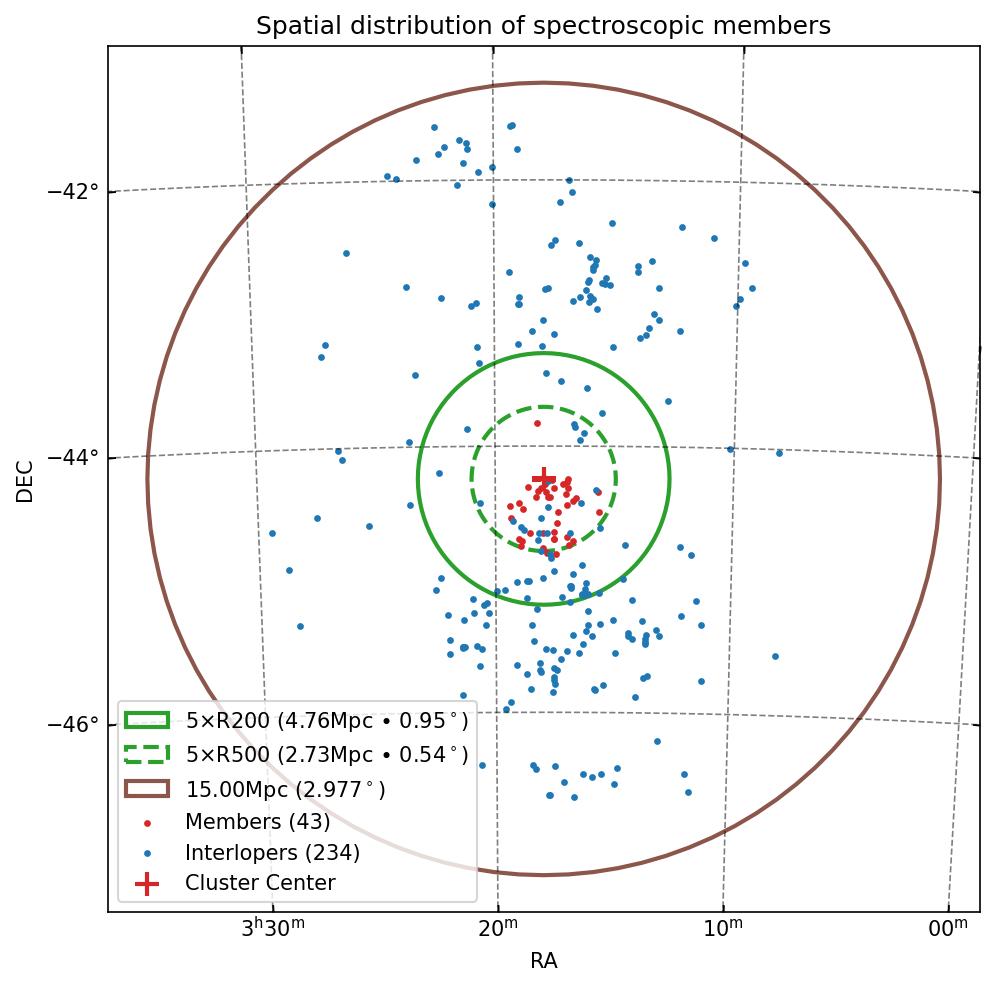 Spatial distribution of spectroscopic members
−42°
−44°
−46°
DEC
5×R200 (4.76Mpc • 0.95°)
5×R500 (2.73Mpc • 0.54°)
15.00Mpc (2.977°)
Members (43)
Interlopers (234)
Cluster Center
3ʰ30ᵐ 20ᵐ 10ᵐ 00ᵐ
RA